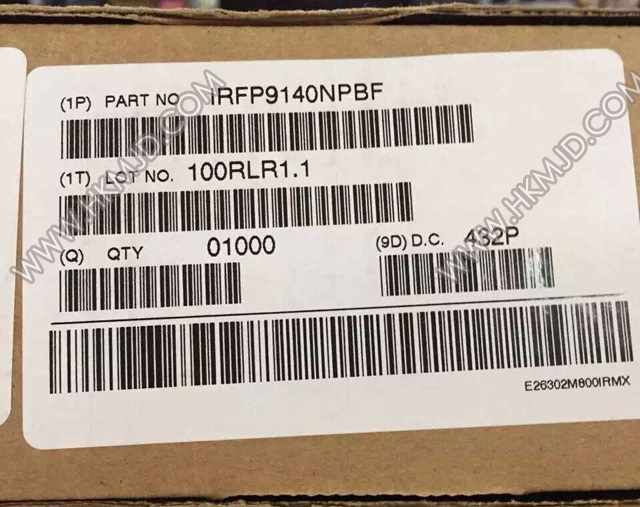 (1P) PART NO IRFP9140NPBF
(1T) LOT NO. 100RLR1.1
(Q) QTY 01000 (9D) D.C. 432P
E26302M800IRMX
WWW.HKMJD.COM
WWW.HKMJD.COM